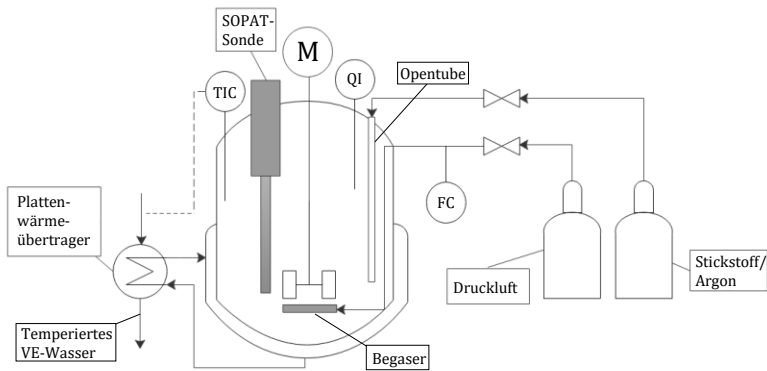 SOPAT-
Sonde
M
QI
Opentube
TIC
FC
Platten-
wärme-
übertrager
Druckluft
Stickstoff/
Argon
Temperiertes
VE-Wasser
Begaser